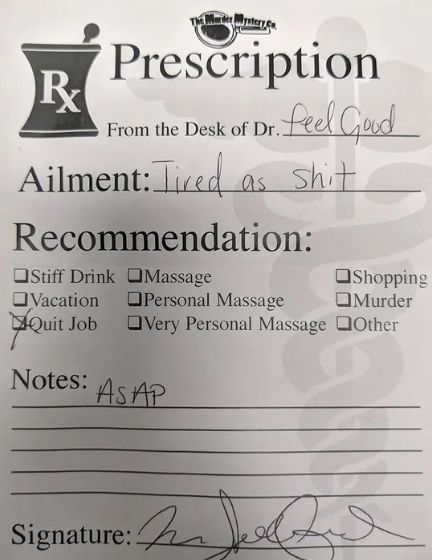 The Murder Mystery Co.
Rx
Prescription
From the Desk of Dr. feel Good
Ailment: Tired as shit
Recommendation:
☐Stiff Drink ☐Massage ☐Shopping
☐Vacation ☐Personal Massage ☐Murder
☒Quit Job ☐Very Personal Massage ☐Other
Notes: ASAP
Signature: